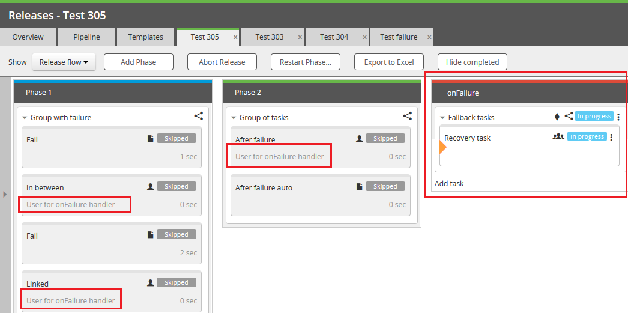 Releases - Test 305
Overview
Pipeline
Templates
Test 305 ×
Test 303 ×
Test 304 ×
Test failure ×
Show
Release flow
Add Phase
Abort Release
Restart Phase...
Export to Excel
Hide completed
Phase 1
Group with failure
Fail
Skipped
1 sec
In between
Skipped
User for onFailure handler
0 sec
Fail
Skipped
2 sec
Linked
Skipped
User for onFailure handler
0 sec
Phase 2
Group of tasks
After failure
Skipped
User for onFailure handler
0 sec
After failure auto
Skipped
0 sec
onFailure
Fallback tasks
In progress
Recovery task
In progress
Add task